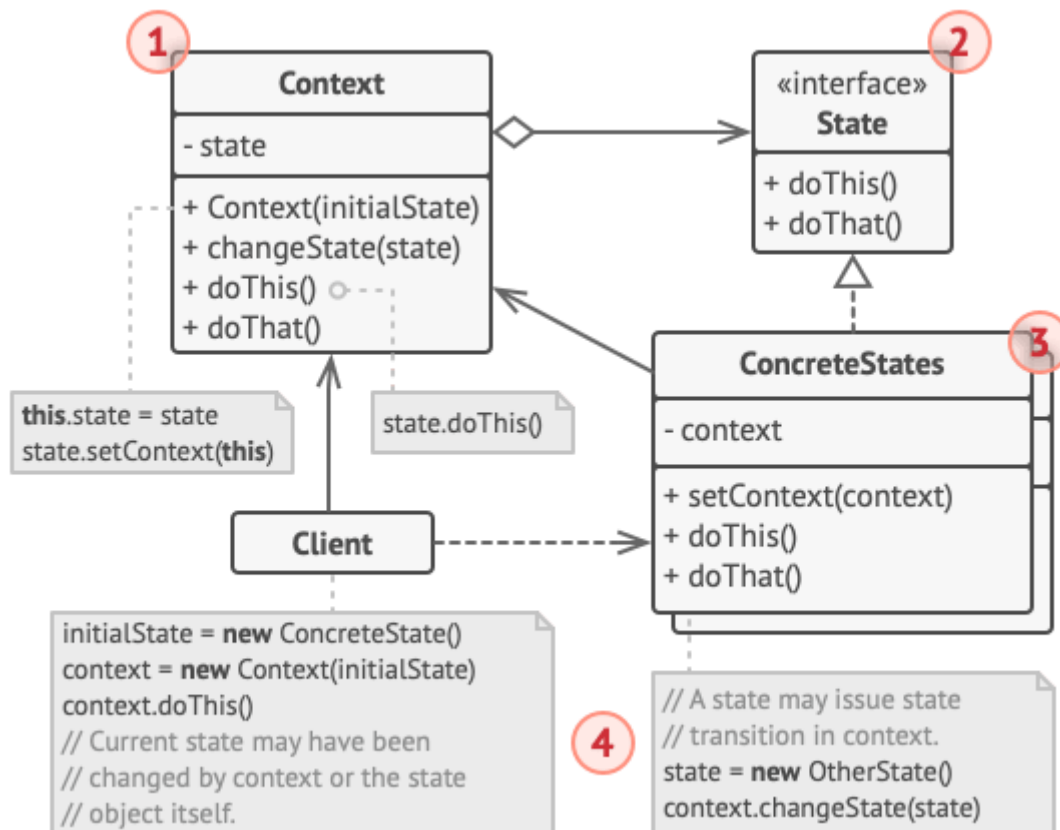 1
Context
- state
+ Context(initialState)
+ changeState(state)
+ doThis()
+ doThat()
2
«interface»
State
+ doThis()
+ doThat()
this.state = state
state.setContext(this)
state.doThis()
3
ConcreteStates
- context
+ setContext(context)
+ doThis()
+ doThat()
Client
initialState = new ConcreteState()
context = new Context(initialState)
context.doThis()
// Current state may have been
// changed by context or the state
// object itself.
4
// A state may issue state
// transition in context.
state = new OtherState()
context.changeState(state)